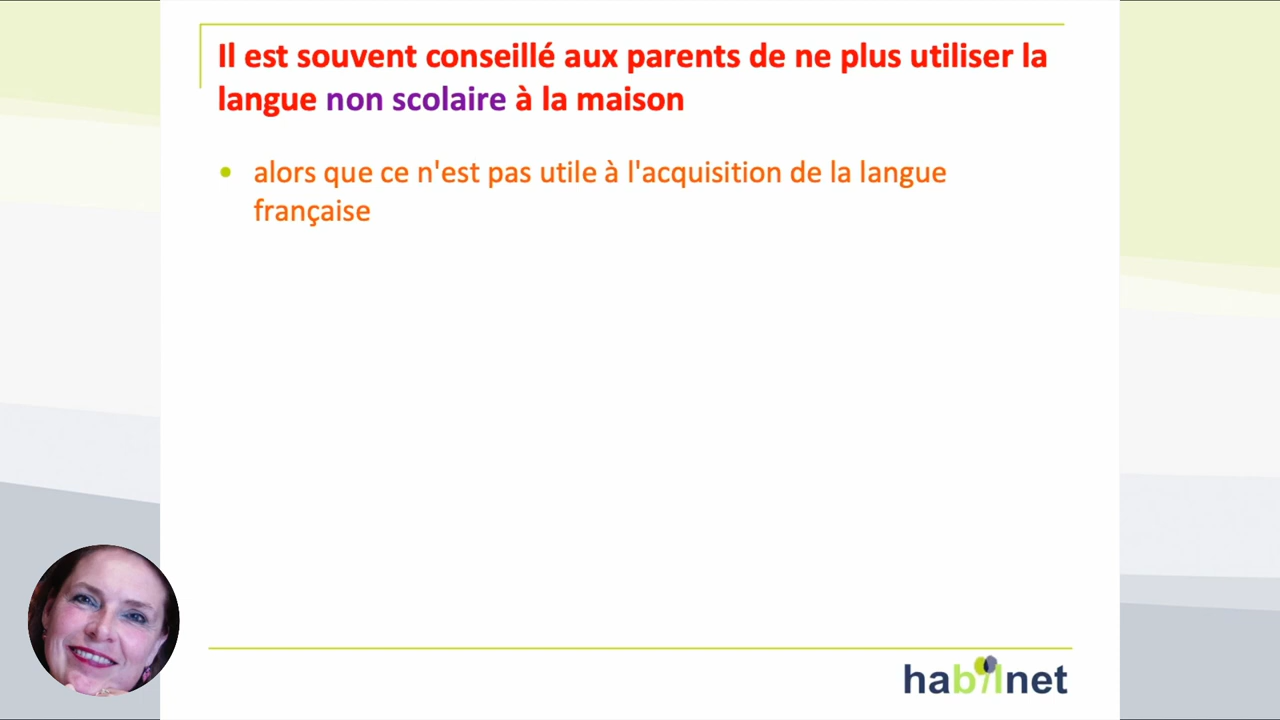 Il est souvent conseillé aux parents de ne plus utiliser la
langue non scolaire à la maison
alors que ce n'est pas utile à l'acquisition de la langue
française
habilnet